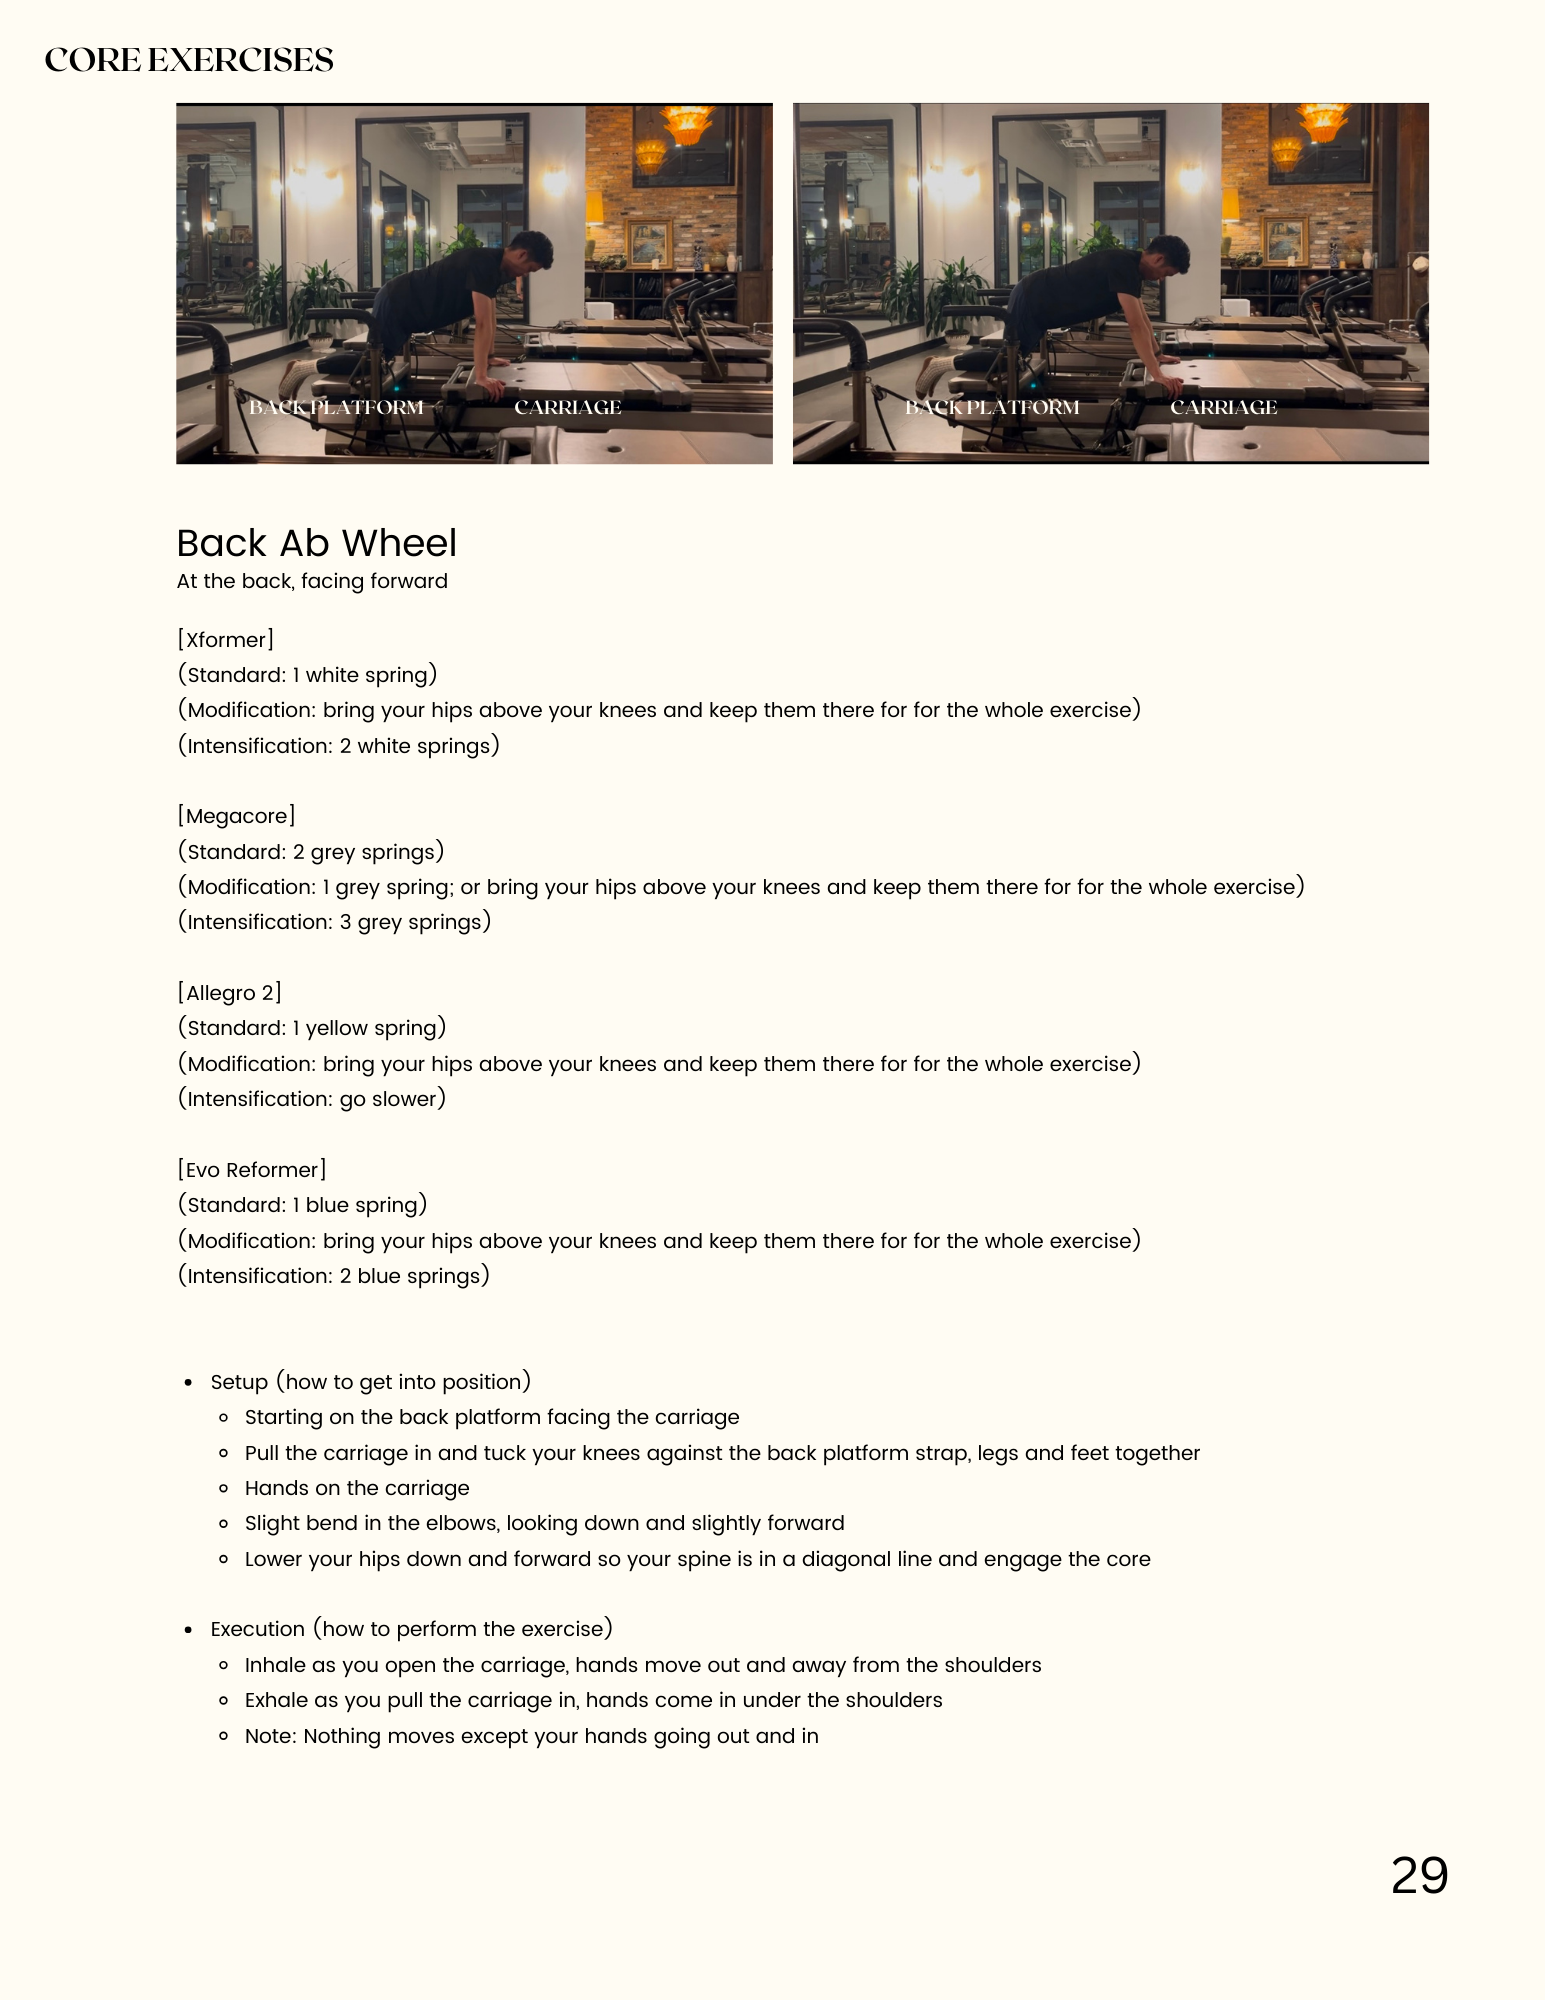 CORE EXERCISES
BACK PLATFORM CARRIAGE
BACK PLATFORM CARRIAGE
Back Ab Wheel
At the back, facing forward
[Xformer]
(Standard: 1 white spring)
(Modification: bring your hips above your knees and keep them there for for the whole exercise)
(Intensification: 2 white springs)
[Megacore]
(Standard: 2 grey springs)
(Modification: 1 grey spring; or bring your hips above your knees and keep them there for for the whole exercise)
(Intensification: 3 grey springs)
[Allegro 2]
(Standard: 1 yellow spring)
(Modification: bring your hips above your knees and keep them there for for the whole exercise)
(Intensification: go slower)
[Evo Reformer]
(Standard: 1 blue spring)
(Modification: bring your hips above your knees and keep them there for for the whole exercise)
(Intensification: 2 blue springs)
• Setup (how to get into position)
◦ Starting on the back platform facing the carriage
◦ Pull the carriage in and tuck your knees against the back platform strap, legs and feet together
◦ Hands on the carriage
◦ Slight bend in the elbows, looking down and slightly forward
◦ Lower your hips down and forward so your spine is in a diagonal line and engage the core
• Execution (how to perform the exercise)
◦ Inhale as you open the carriage, hands move out and away from the shoulders
◦ Exhale as you pull the carriage in, hands come in under the shoulders
◦ Note: Nothing moves except your hands going out and in
29